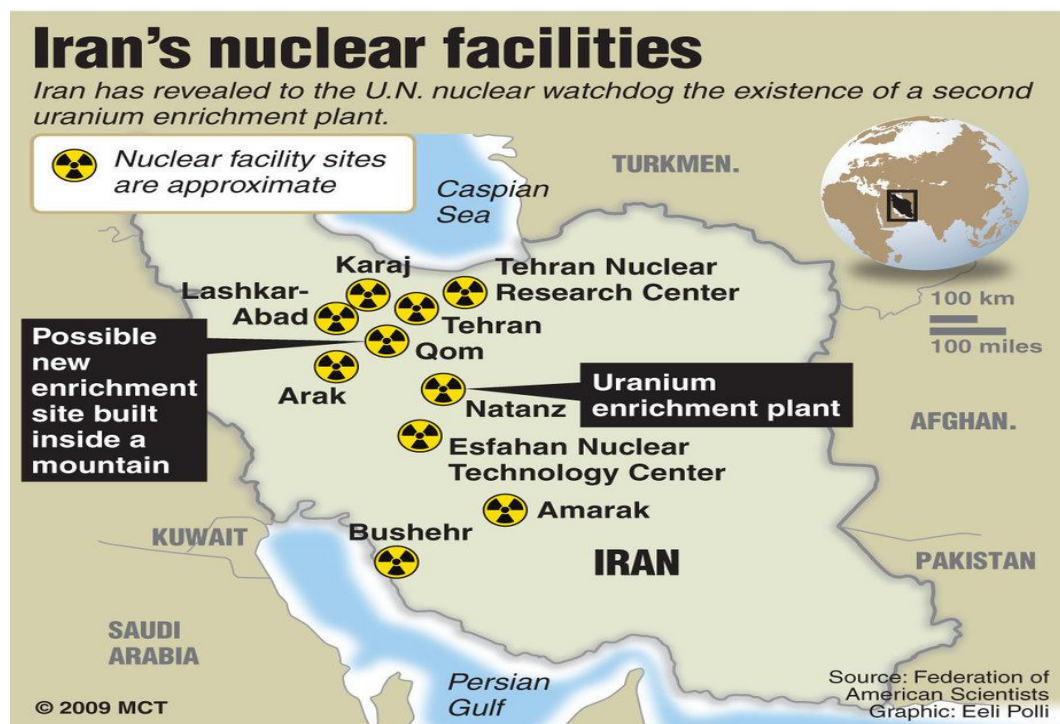 Iran's nuclear facilities
Iran has revealed to the U.N. nuclear watchdog the existence of a second
uranium enrichment plant.
Nuclear facility sites
are approximate
Caspian
Sea
TURKMEN.
Karaj
Tehran Nuclear
Research Center
Lashkar-
Abad
Tehran
100 km
100 miles
Possible
new
enrichment
site built
inside a
mountain
Qom
Arak
Natanz
Uranium
enrichment plant
AFGHAN.
Esfahan Nuclear
Technology Center
Amarak
KUWAIT
Bushehr
IRAN
PAKISTAN
SAUDI
ARABIA
Persian
Gulf
© 2009 MCT
Source: Federation of
American Scientists
Graphic: Eeli Polli